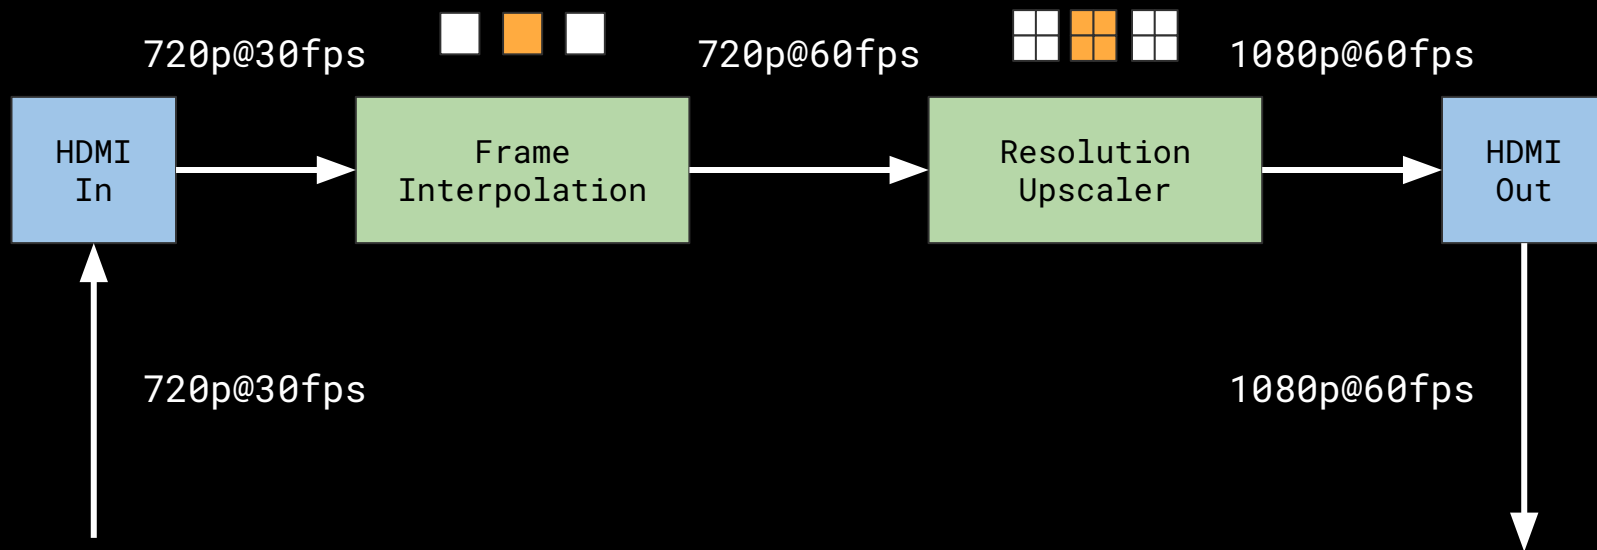 720p@30fps
720p@60fps
1080p@60fps
HDMI
In
Frame
Interpolation
Resolution
Upscaler
HDMI
Out
720p@30fps
1080p@60fps